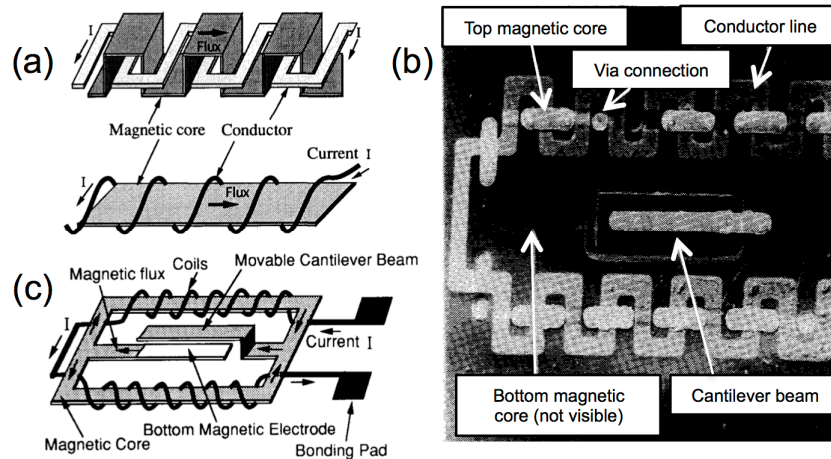 (a)
I
Flux
I
Magnetic core
Conductor
Current I
I
Flux
(b)
Top magnetic core
Conductor line
Via connection
Bottom magnetic
core (not visible)
Cantilever beam
(c)
Coils
Movable Cantilever Beam
Magnetic flux
I
Current I
Magnetic Core
Bottom Magnetic Electrode
Bonding Pad